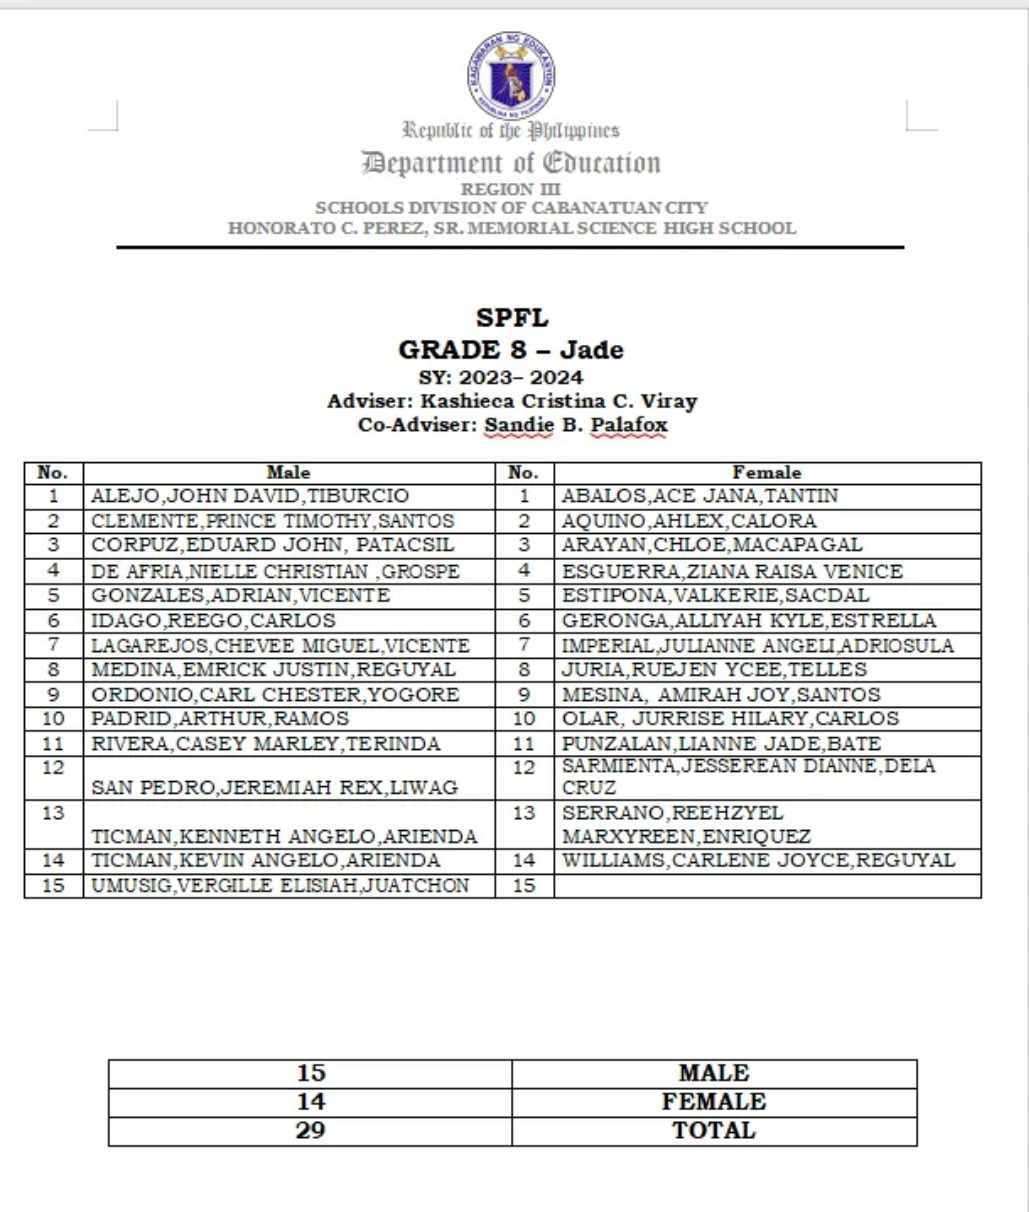 KAGAWARAN NG EDUKASYON
REPUBLIKA NG PILIPINAS
Republic of the Philippines
Department of Education
REGION III
SCHOOLS DIVISION OF CABANATUAN CITY
HONORATO C. PEREZ, SR. MEMORIAL SCIENCE HIGH SCHOOL
SPFL
GRADE 8 – Jade
SY: 2023– 2024
Adviser: Kashieca Cristina C. Viray
Co-Adviser: Sandie B. Palafox
No. Male No. Female
1 ALEJO,JOHN DAVID,TIBURCIO 1 ABALOS,ACE JANA,TANTIN
2 CLEMENTE,PRINCE TIMOTHY,SANTOS 2 AQUINO,AHLEX,CALORA
3 CORPUZ,EDUARD JOHN, PATACSIL 3 ARAYAN,CHLOE,MACAPAGAL
4 DE AFRIA,NIELLE CHRISTIAN ,GROSPE 4 ESGUERRA,ZIANA RAISA VENICE
5 GONZALES,ADRIAN,VICENTE 5 ESTIPONA,VALKERIE,SACDAL
6 IDAGO,REEGO,CARLOS 6 GERONGA,ALLIYAH KYLE,ESTRELLA
7 LAGAREJOS,CHEVEE MIGUEL,VICENTE 7 IMPERIAL,JULIANNE ANGELI,ADRIOSULA
8 MEDINA,EMRICK JUSTIN,REGUYAL 8 JURIA,RUEJEN YCEE,TELLES
9 ORDONIO,CARL CHESTER,YOGORE 9 MESINA, AMIRAH JOY,SANTOS
10 PADRID,ARTHUR,RAMOS 10 OLAR, JURRISE HILARY,CARLOS
11 RIVERA,CASEY MARLEY,TERINDA 11 PUNZALAN,LIANNE JADE,BATE
12 SAN PEDRO,JEREMIAH REX,LIWAG 12 SARMIENTA,JESSEREAN DIANNE,DELA
CRUZ
13 TICMAN,KENNETH ANGELO,ARIENDA 13 SERRANO,REEHZYEL
MARXYREEN,ENRIQUEZ
14 TICMAN,KEVIN ANGELO,ARIENDA 14 WILLIAMS,CARLENE JOYCE,REGUYAL
15 UMUSIG,VERGILLE ELISIAH,JUATCHON 15
15 MALE
14 FEMALE
29 TOTAL